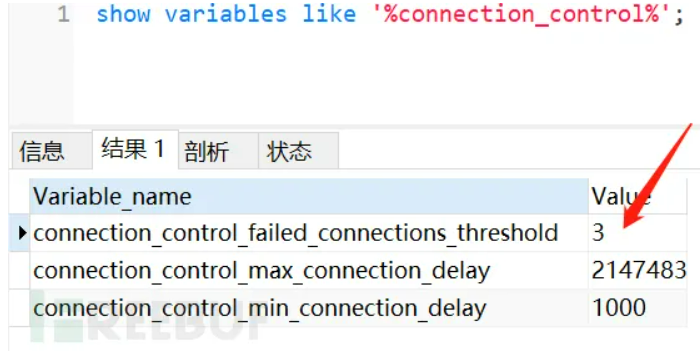 1 show variables like '%connection_control%';
信息 结果 1 剖析 状态
Variable_name Value
connection_control_failed_connections_threshold 3
connection_control_max_connection_delay 2147483
connection_control_min_connection_delay 1000
REEBUF